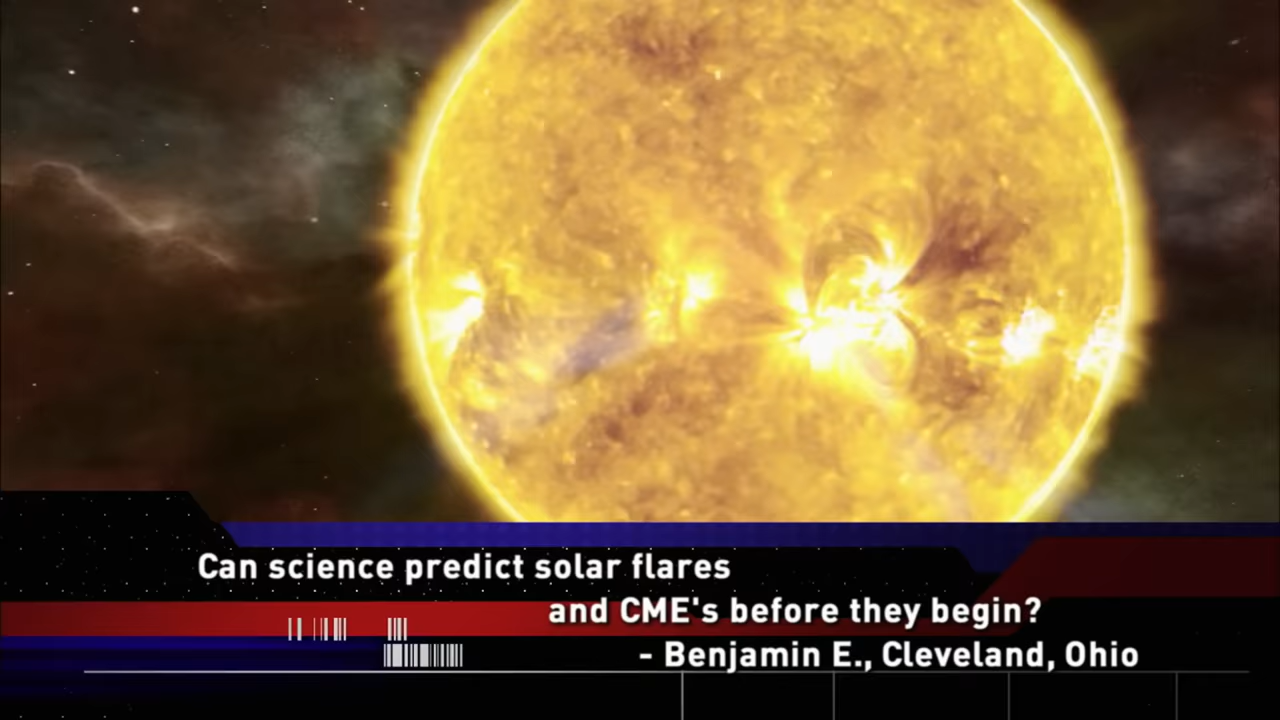 Can science predict solar flares
and CME's before they begin?
- Benjamin E., Cleveland, Ohio